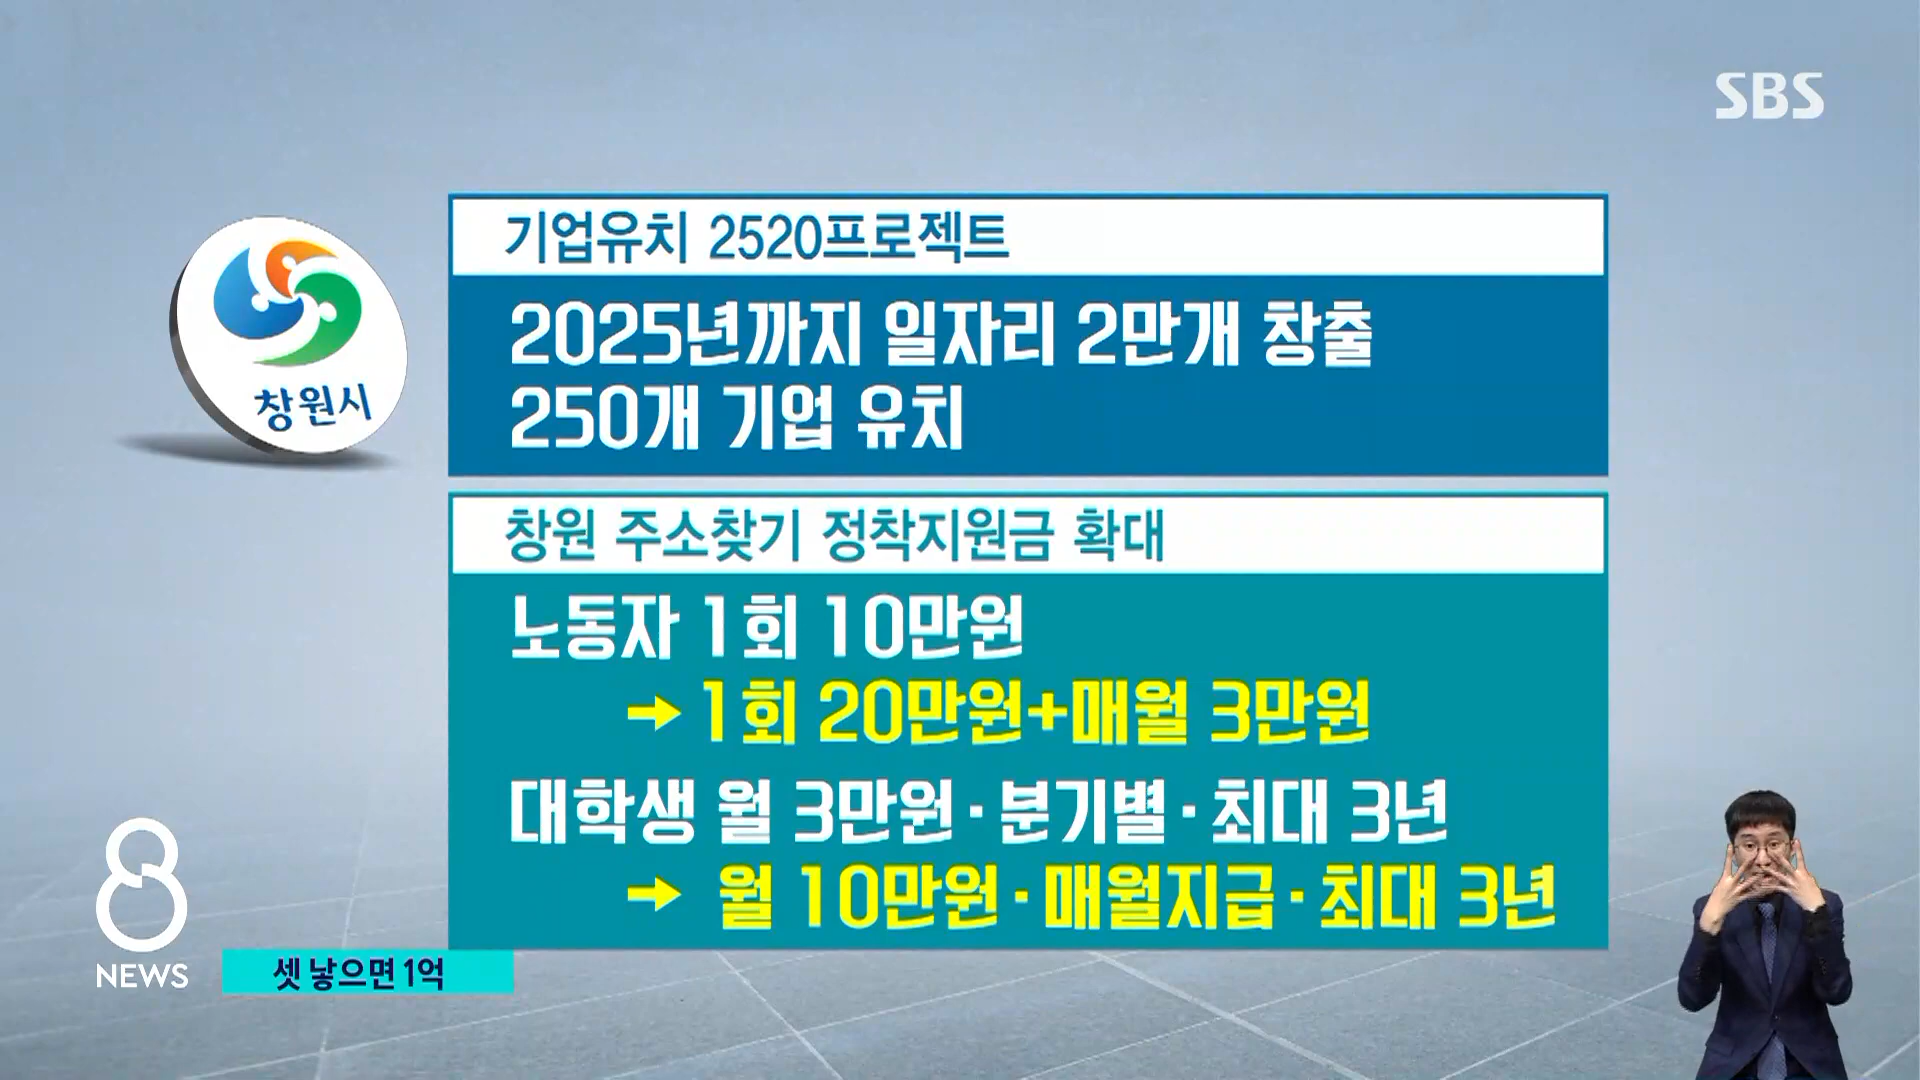 SBS
기업유치 2520프로젝트
2025년까지 일자리 2만개 창출
250개 기업 유치
창원시
창원 주소찾기 정착지원금 확대
노동자 1회 10만원
➔ 1회 20만원+매월 3만원
대학생 월 3만원·분기별·최대 3년
➔ 월 10만원·매월지급·최대 3년
8
NEWS
셋 낳으면 1억